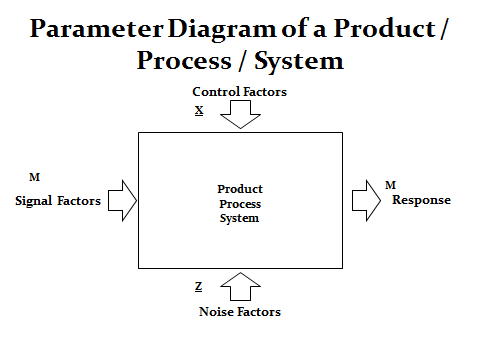 Parameter Diagram of a Product /
Process / System
Control Factors
X
M
Signal Factors
Product
Process
System
M
Response
Z
Noise Factors